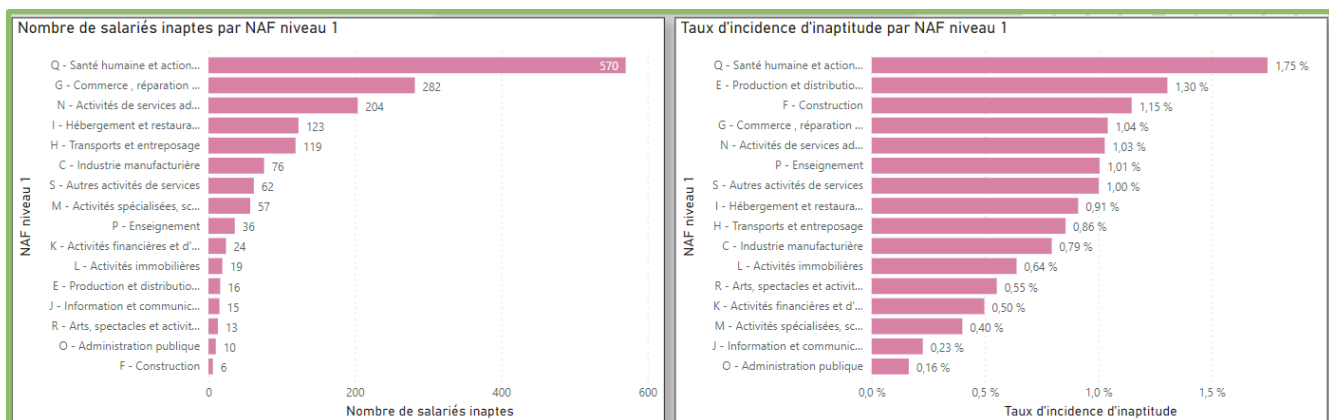 Nombre de salariés inaptes par NAF niveau 1
NAF niveau 1
Q - Santé humaine et action... 570
G - Commerce , réparation ... 282
N - Activités de services ad... 204
I - Hébergement et restaura... 123
H - Transports et entreposage 119
C - Industrie manufacturière 76
S - Autres activités de services 62
M - Activités spécialisées, sc... 57
P - Enseignement 36
K - Activités financières et d'... 24
L - Activités immobilières 19
E - Production et distributio... 16
J - Information et communic... 15
R - Arts, spectacles et activit... 13
O - Administration publique 10
F - Construction 6
0 200 400 600
Nombre de salariés inaptes
Taux d'incidence d'inaptitude par NAF niveau 1
NAF niveau 1
Q - Santé humaine et action... 1,75 %
E - Production et distributio... 1,30 %
F - Construction 1,15 %
G - Commerce , réparation ... 1,04 %
N - Activités de services ad... 1,03 %
P - Enseignement 1,01 %
S - Autres activités de services 1,00 %
I - Hébergement et restaura... 0,91 %
H - Transports et entreposage 0,86 %
C - Industrie manufacturière 0,79 %
L - Activités immobilières 0,64 %
R - Arts, spectacles et activit... 0,55 %
K - Activités financières et d'... 0,50 %
M - Activités spécialisées, sc... 0,40 %
J - Information et communic... 0,23 %
O - Administration publique 0,16 %
0,0 % 0,5 % 1,0 % 1,5 %
Taux d'incidence d'inaptitude